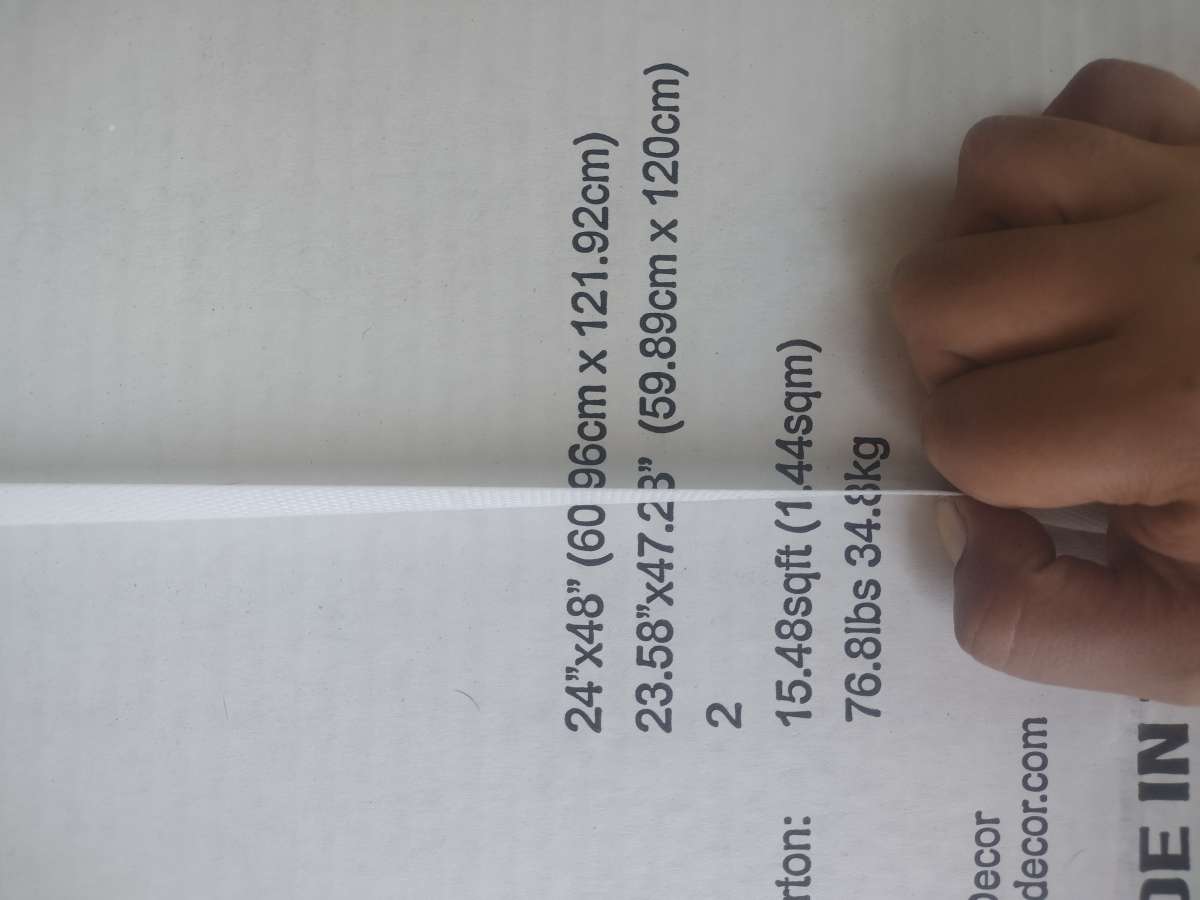 24”x48” (60 96cm x 121.92cm)
23.58”x47.23” (59.89cm x 120cm)
2
rton: 15.48sqft (1.44sqm)
76.8lbs 34.8kg
Decor
decor.com
DE IN